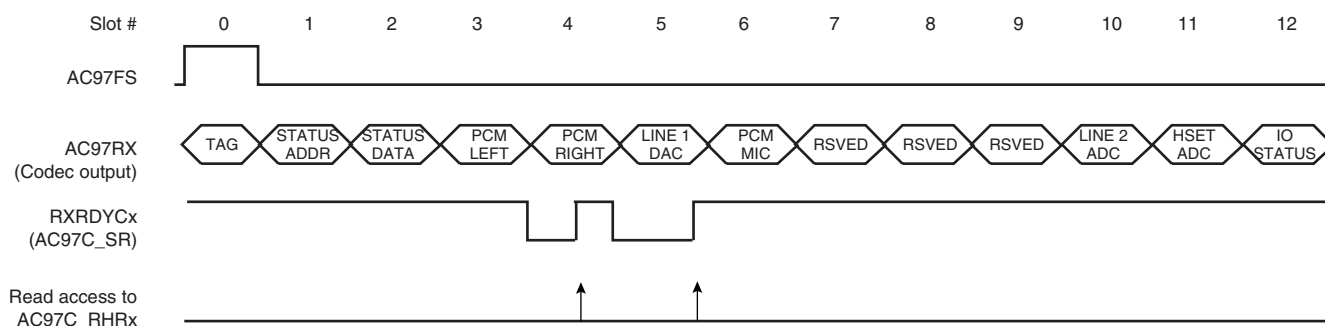 Slot # 0 1 2 3 4 5 6 7 8 9 10 11 12
AC97FS
AC97RX
(Codec output)
TAG
STATUS
ADDR
STATUS
DATA
PCM
LEFT
PCM
RIGHT
LINE 1
DAC
PCM
MIC
RSVED
RSVED
RSVED
LINE 2
ADC
HSET
ADC
IO
STATUS
RXRDYCx
(AC97C_SR)
Read access to
AC97C_RHRx